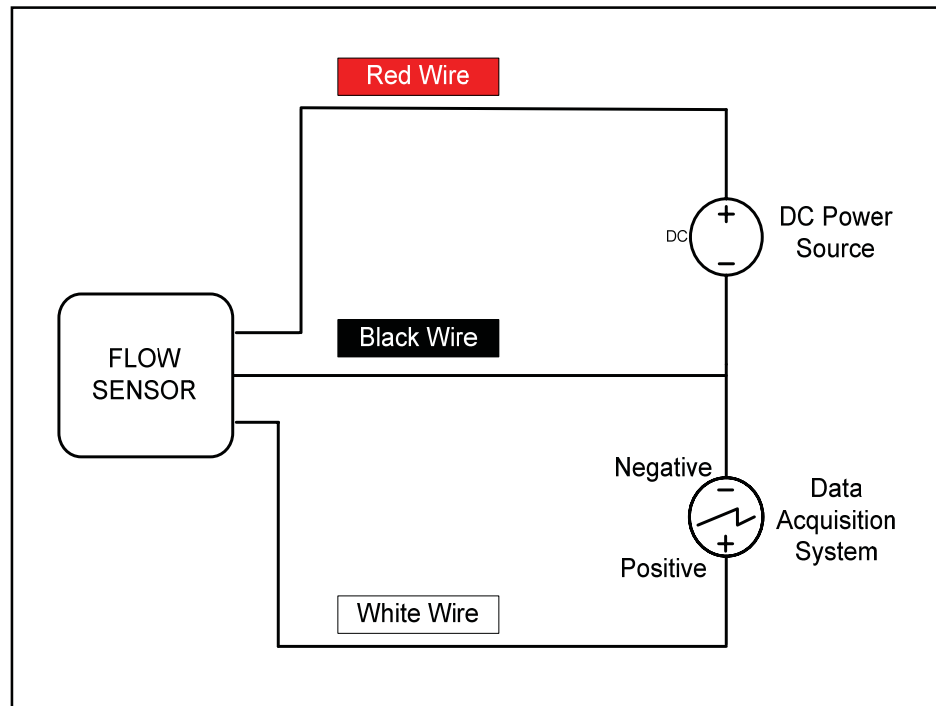 Red Wire
+
DC
−
DC Power
Source
Black Wire
FLOW
SENSOR
Negative
−
+
Positive
Data
Acquisition
System
White Wire